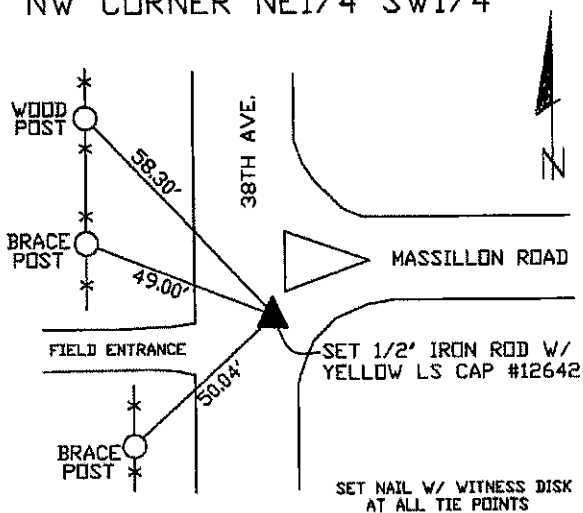 NW CORNER NE1/4 SW1/4
WOOD
POST
58.30'
38TH AVE.
N
BRACE
POST
49.00'
MASSILLON ROAD
FIELD ENTRANCE
SET 1/2" IRON ROD W/
YELLOW LS CAP #12642
50.04'
BRACE
POST
SET NAIL W/ WITNESS DISK
AT ALL TIE POINTS